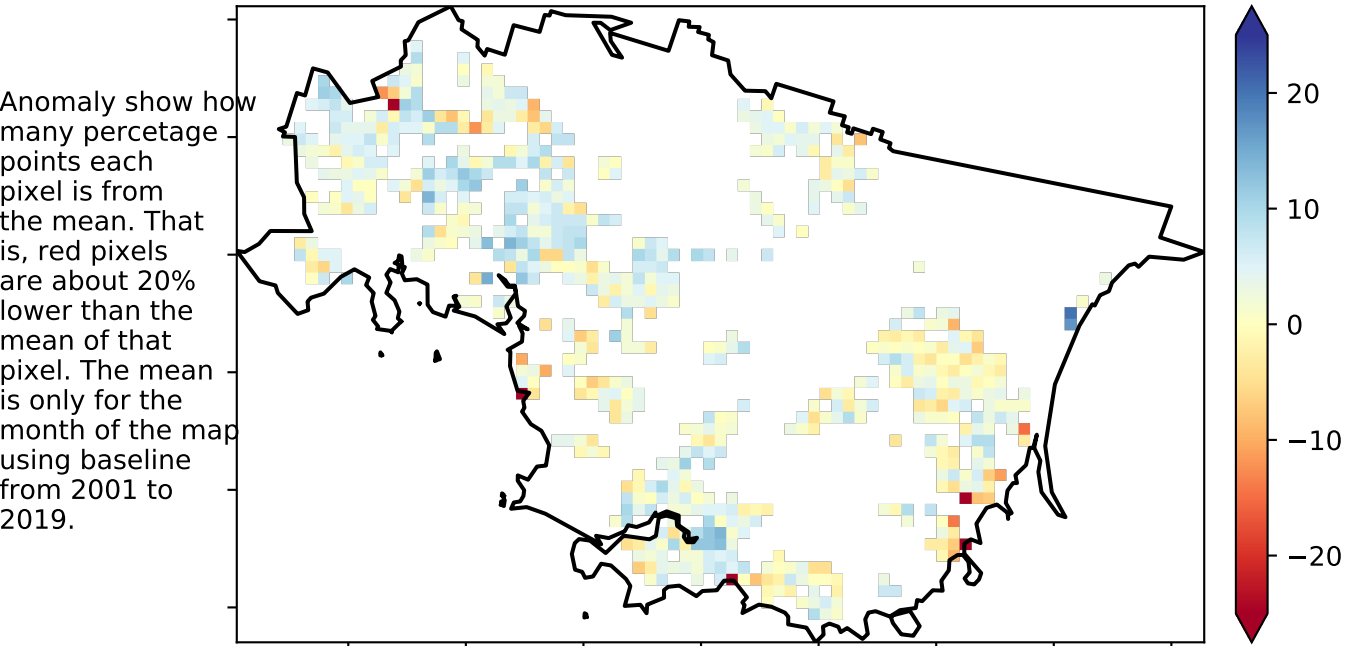 Anomaly show how
many percetage
points each
pixel is from
the mean. That
is, red pixels
are about 20%
lower than the
mean of that
pixel. The mean
is only for the
month of the map
using baseline
from 2001 to
2019.
20
10
0
−10
−20